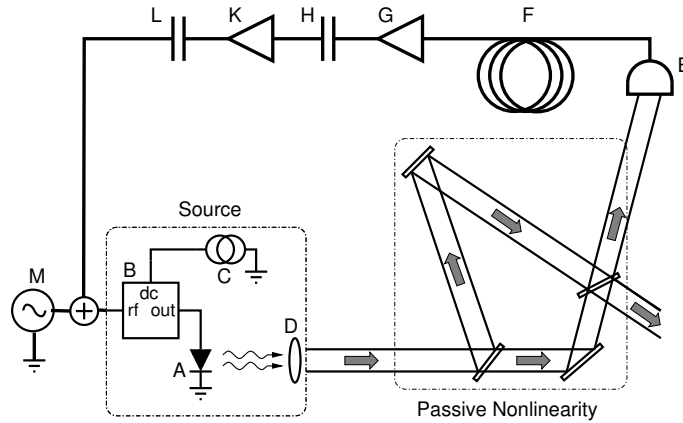 L K H G F
E
Source
M
B
C
dc
rf out
D
A
Passive Nonlinearity